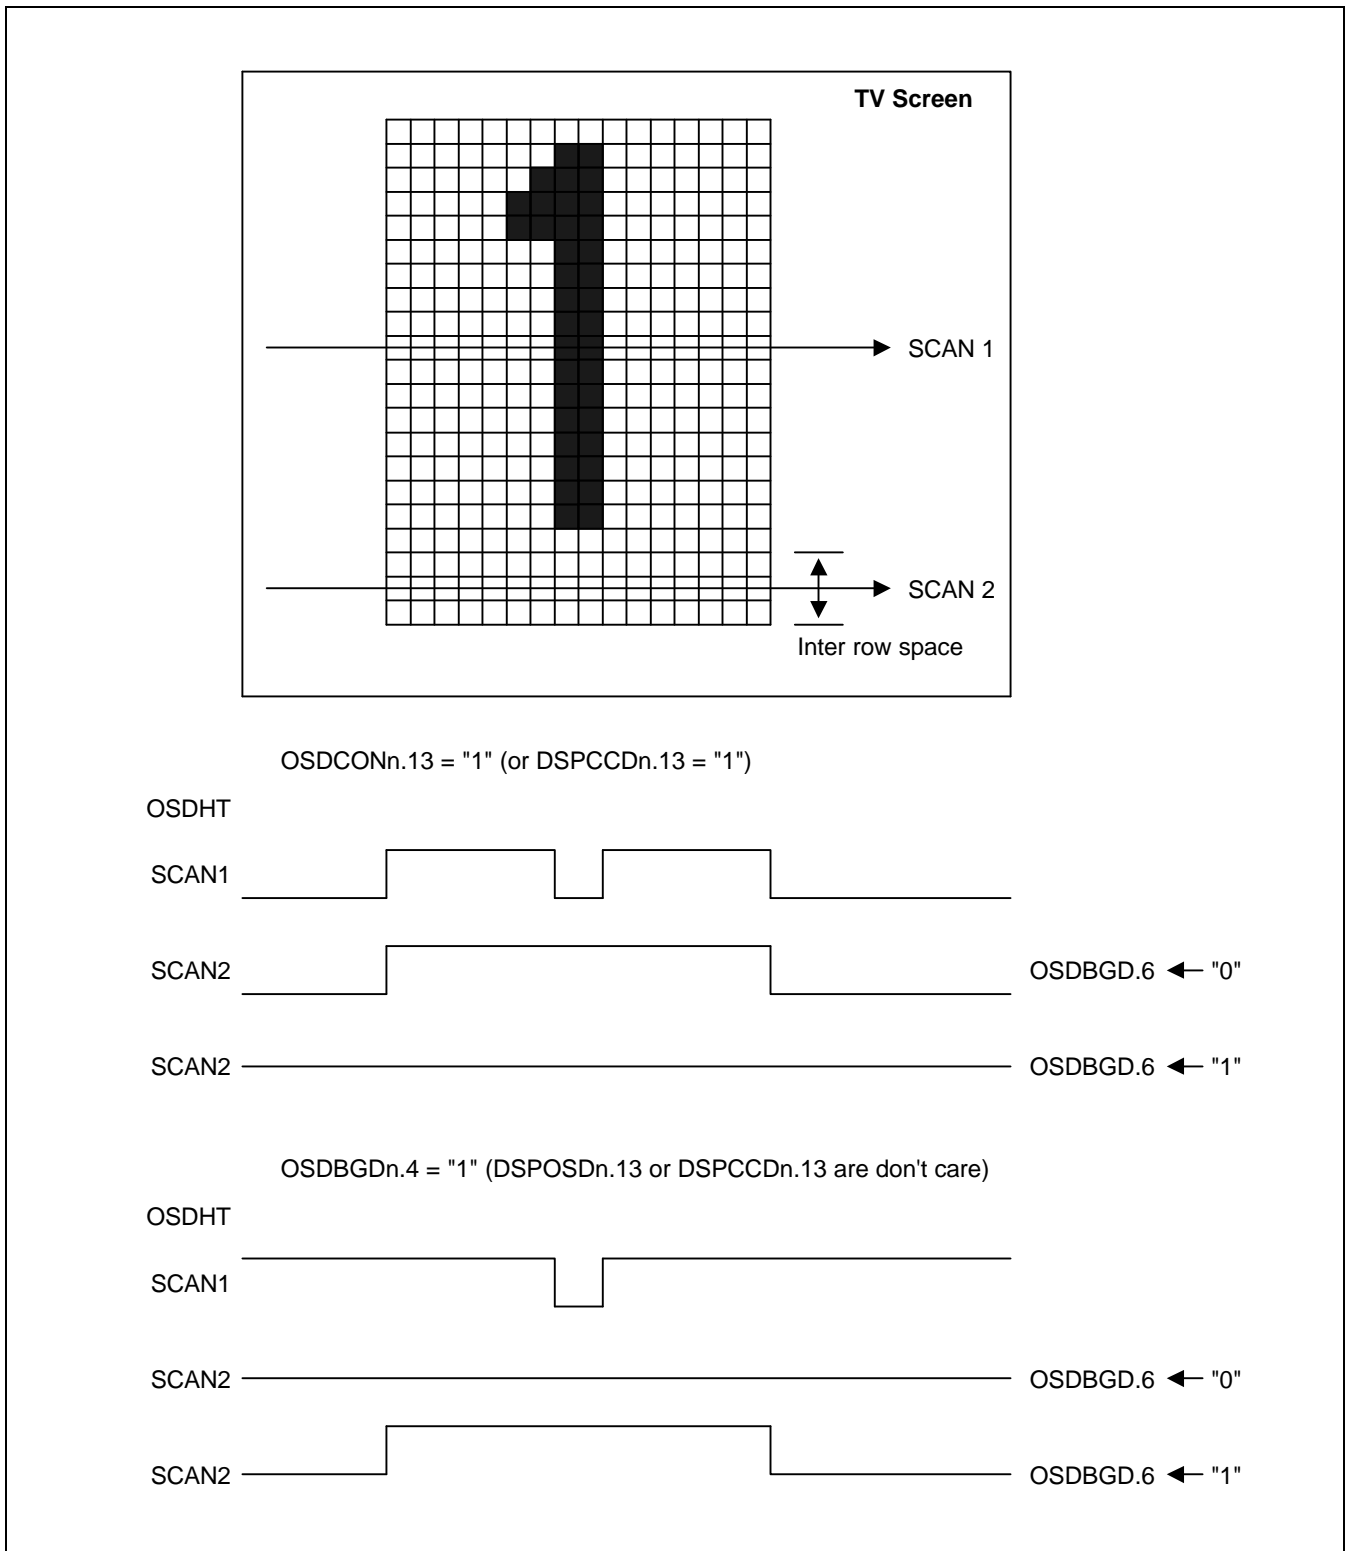 TV Screen
SCAN 1
SCAN 2
Inter row space
OSDCONn.13 = "1" (or DSPCCDn.13 = "1")
OSDHT
SCAN1
SCAN2 OSDBGD.6 "0"
SCAN2 OSDBGD.6 "1"
OSDBGDn.4 = "1" (DSPOSDn.13 or DSPCCDn.13 are don't care)
OSDHT
SCAN1
SCAN2 OSDBGD.6 "0"
SCAN2 OSDBGD.6 "1"